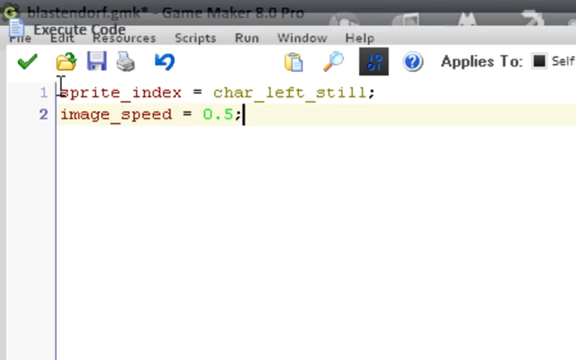 blastendorf.gmk* - Game Maker 8.0 Pro
Execute Code
File Edit Scripts Run Window Help
Applies To: Self
1 sprite_index = char_left_still;
2 image_speed = 0.5;